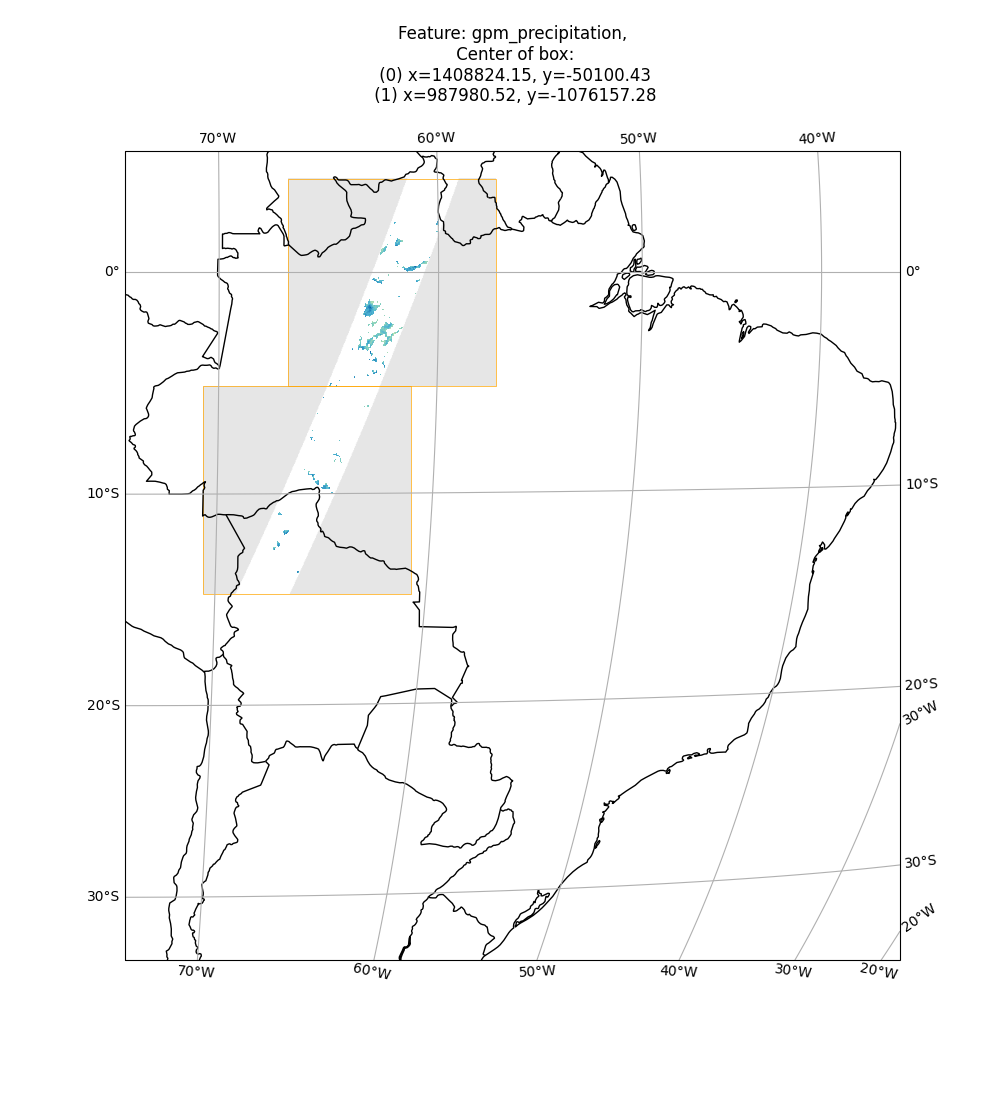 Feature: gpm_precipitation,
Center of box:
(0) x=1408824.15, y=-50100.43
(1) x=987980.52, y=-1076157.28
70°W 60°W 50°W 40°W
0° 0°
10°S 10°S
20°S 20°S
30°W
30°S 30°S
20°W
70°W 60°W 50°W 40°W 30°W 20°W